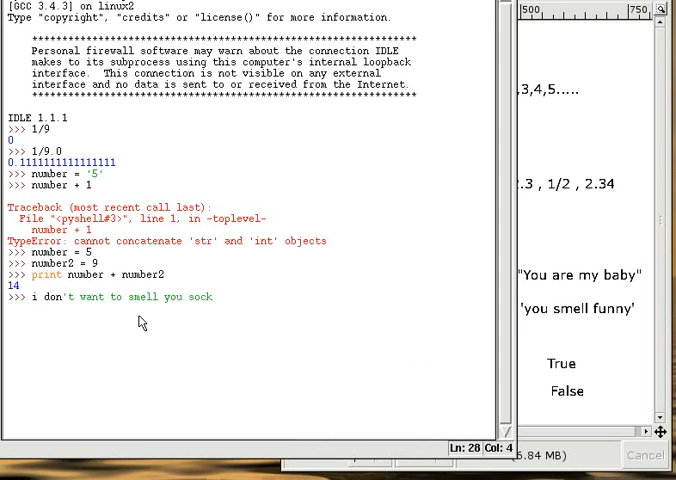 [GCC 3.4.3] on linux2
Type "copyright", "credits" or "license()" for more information.
****************************************************************
Personal firewall software may warn about the connection IDLE
makes to its subprocess using this computer's internal loopback
interface.  This connection is not visible on any external
interface and no data is sent to or received from the Internet.
****************************************************************
IDLE 1.1.1
>>> 1/9
0
>>> 1/9.0
0.1111111111111111
>>> number = '5'
>>> number + 1
Traceback (most recent call last):
File "<pyshell#3>", line 1, in -toplevel-
number + 1
TypeError: cannot concatenate 'str' and 'int' objects
>>> number = 5
>>> number2 = 9
>>> print number + number2
14
>>> i don't want to smell you sock
Ln: 28 Col: 4
500 750
,3,4,5.....
2.3 , 1/2 , 2.34
"You are my baby"
'you smell funny'
True
False
6.84 MB)
Cancel